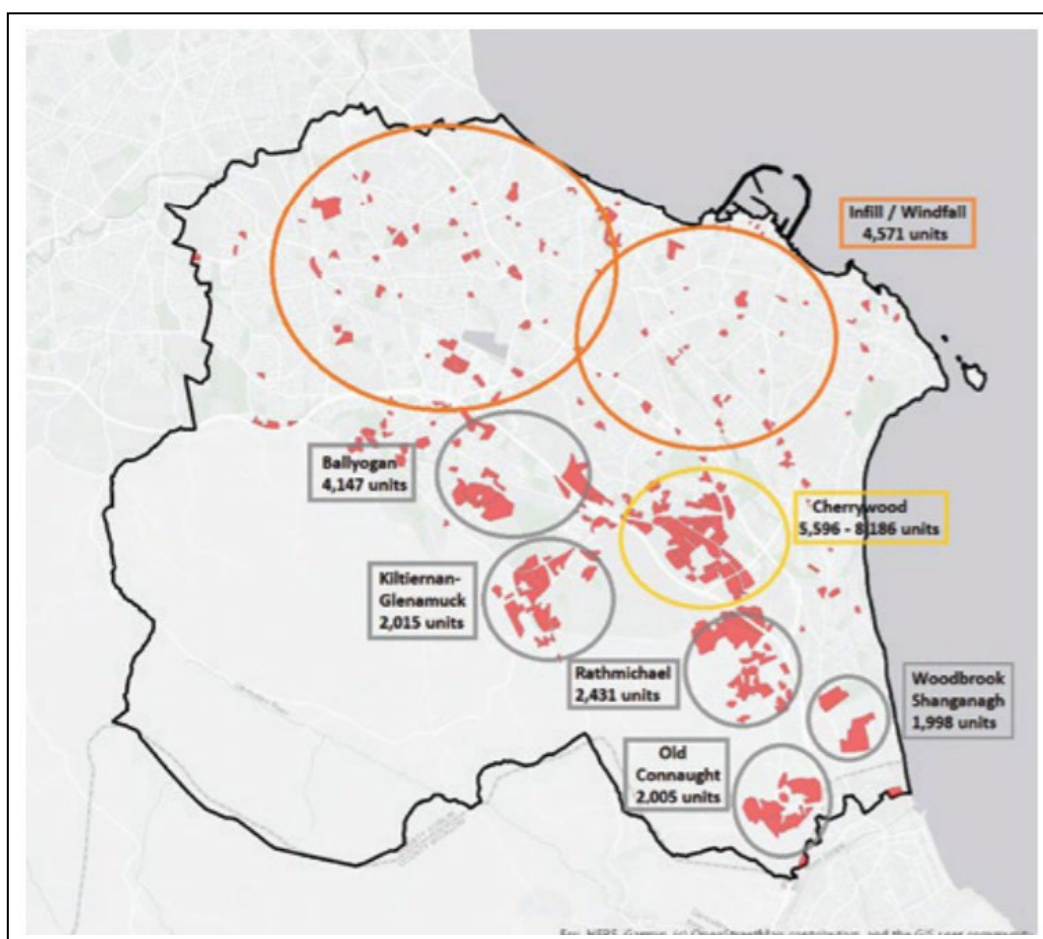 Infill / Windfall
4,571 units
Ballyogan
4,147 units
Cherrywood
5,596 - 8,186 units
Kiltiernan-
Glenamuck
2,015 units
Rathmichael
2,431 units
Woodbrook
Shanganagh
1,998 units
Old
Connaught
2,005 units